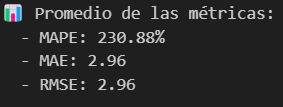 📊 Promedio de las métricas:
- MAPE: 230.88%
- MAE: 2.96
- RMSE: 2.96